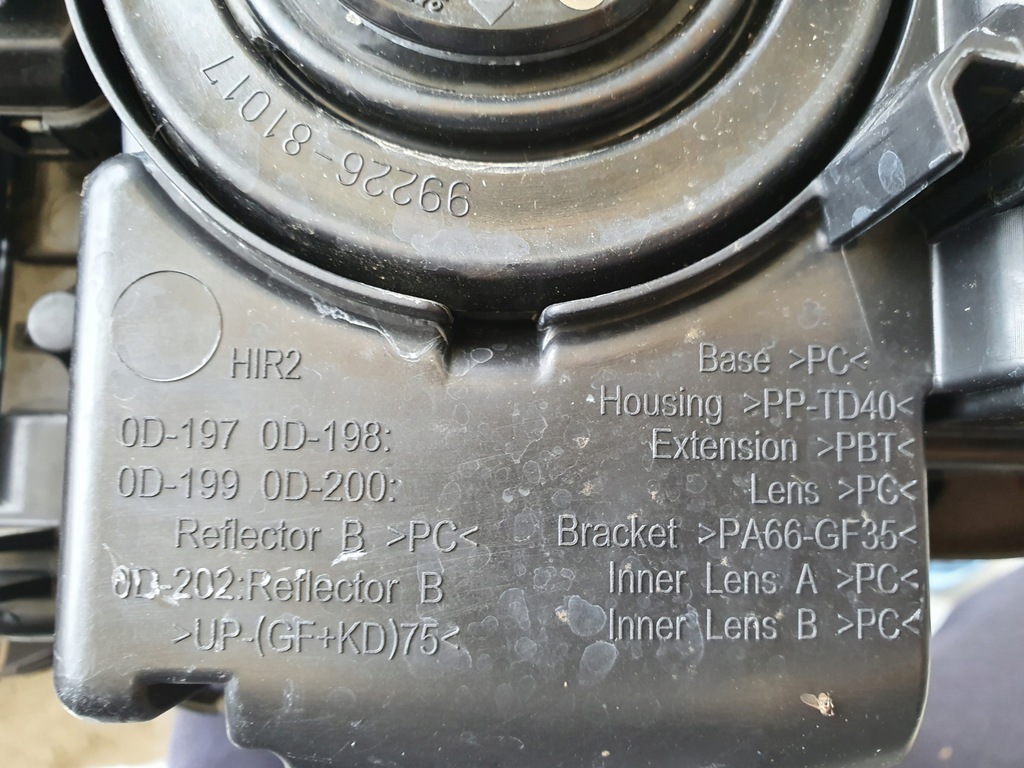 99226-81017
HIR2
0D-197 0D-198:
0D-199 0D-200:
Reflector B >PC<
0D-202:Reflector B
>UP-(GF+KD)75<
Base >PC<
Housing >PP-TD40<
Extension >PBT<
Lens >PC<
Bracket >PA66-GF35<
Inner Lens A >PC<
Inner Lens B >PC<